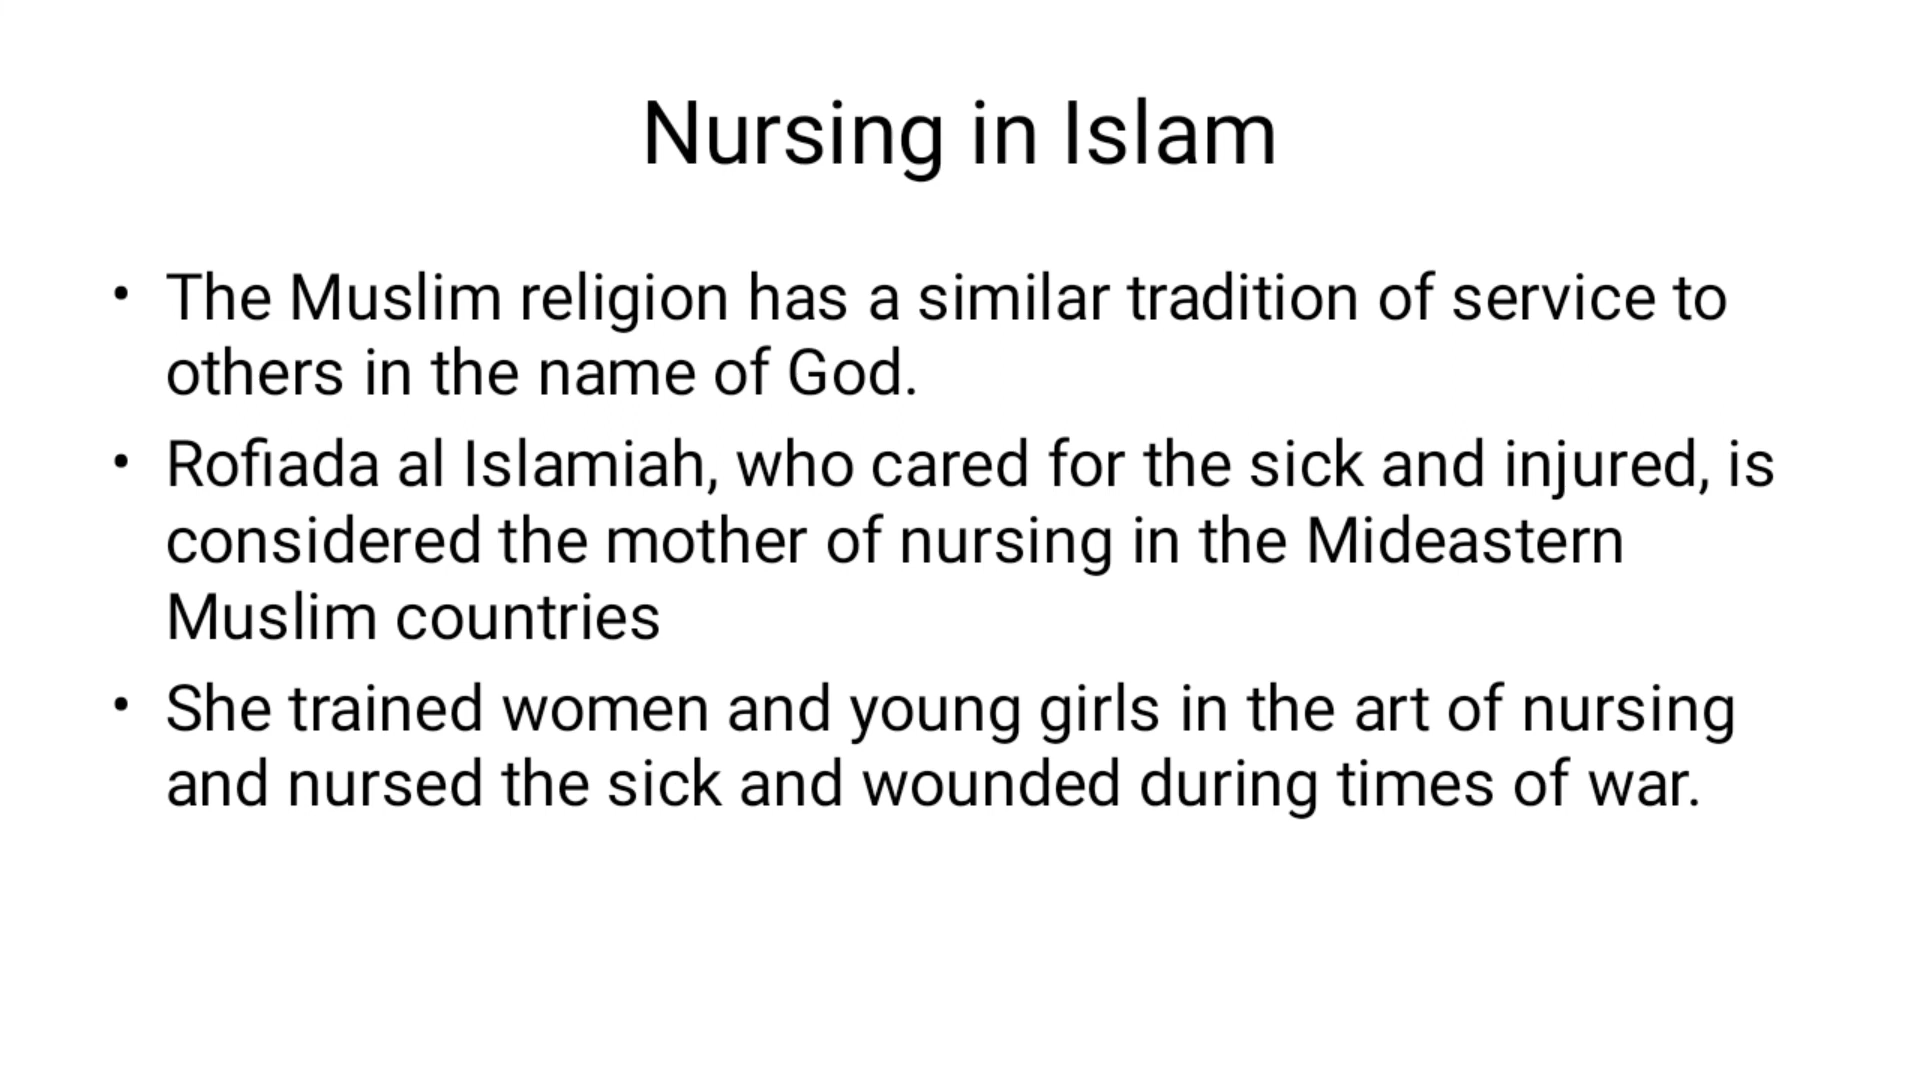 Nursing in Islam
• The Muslim religion has a similar tradition of service to
others in the name of God.
• Rofiada al Islamiah, who cared for the sick and injured, is
considered the mother of nursing in the Mideastern
Muslim countries
• She trained women and young girls in the art of nursing
and nursed the sick and wounded during times of war.